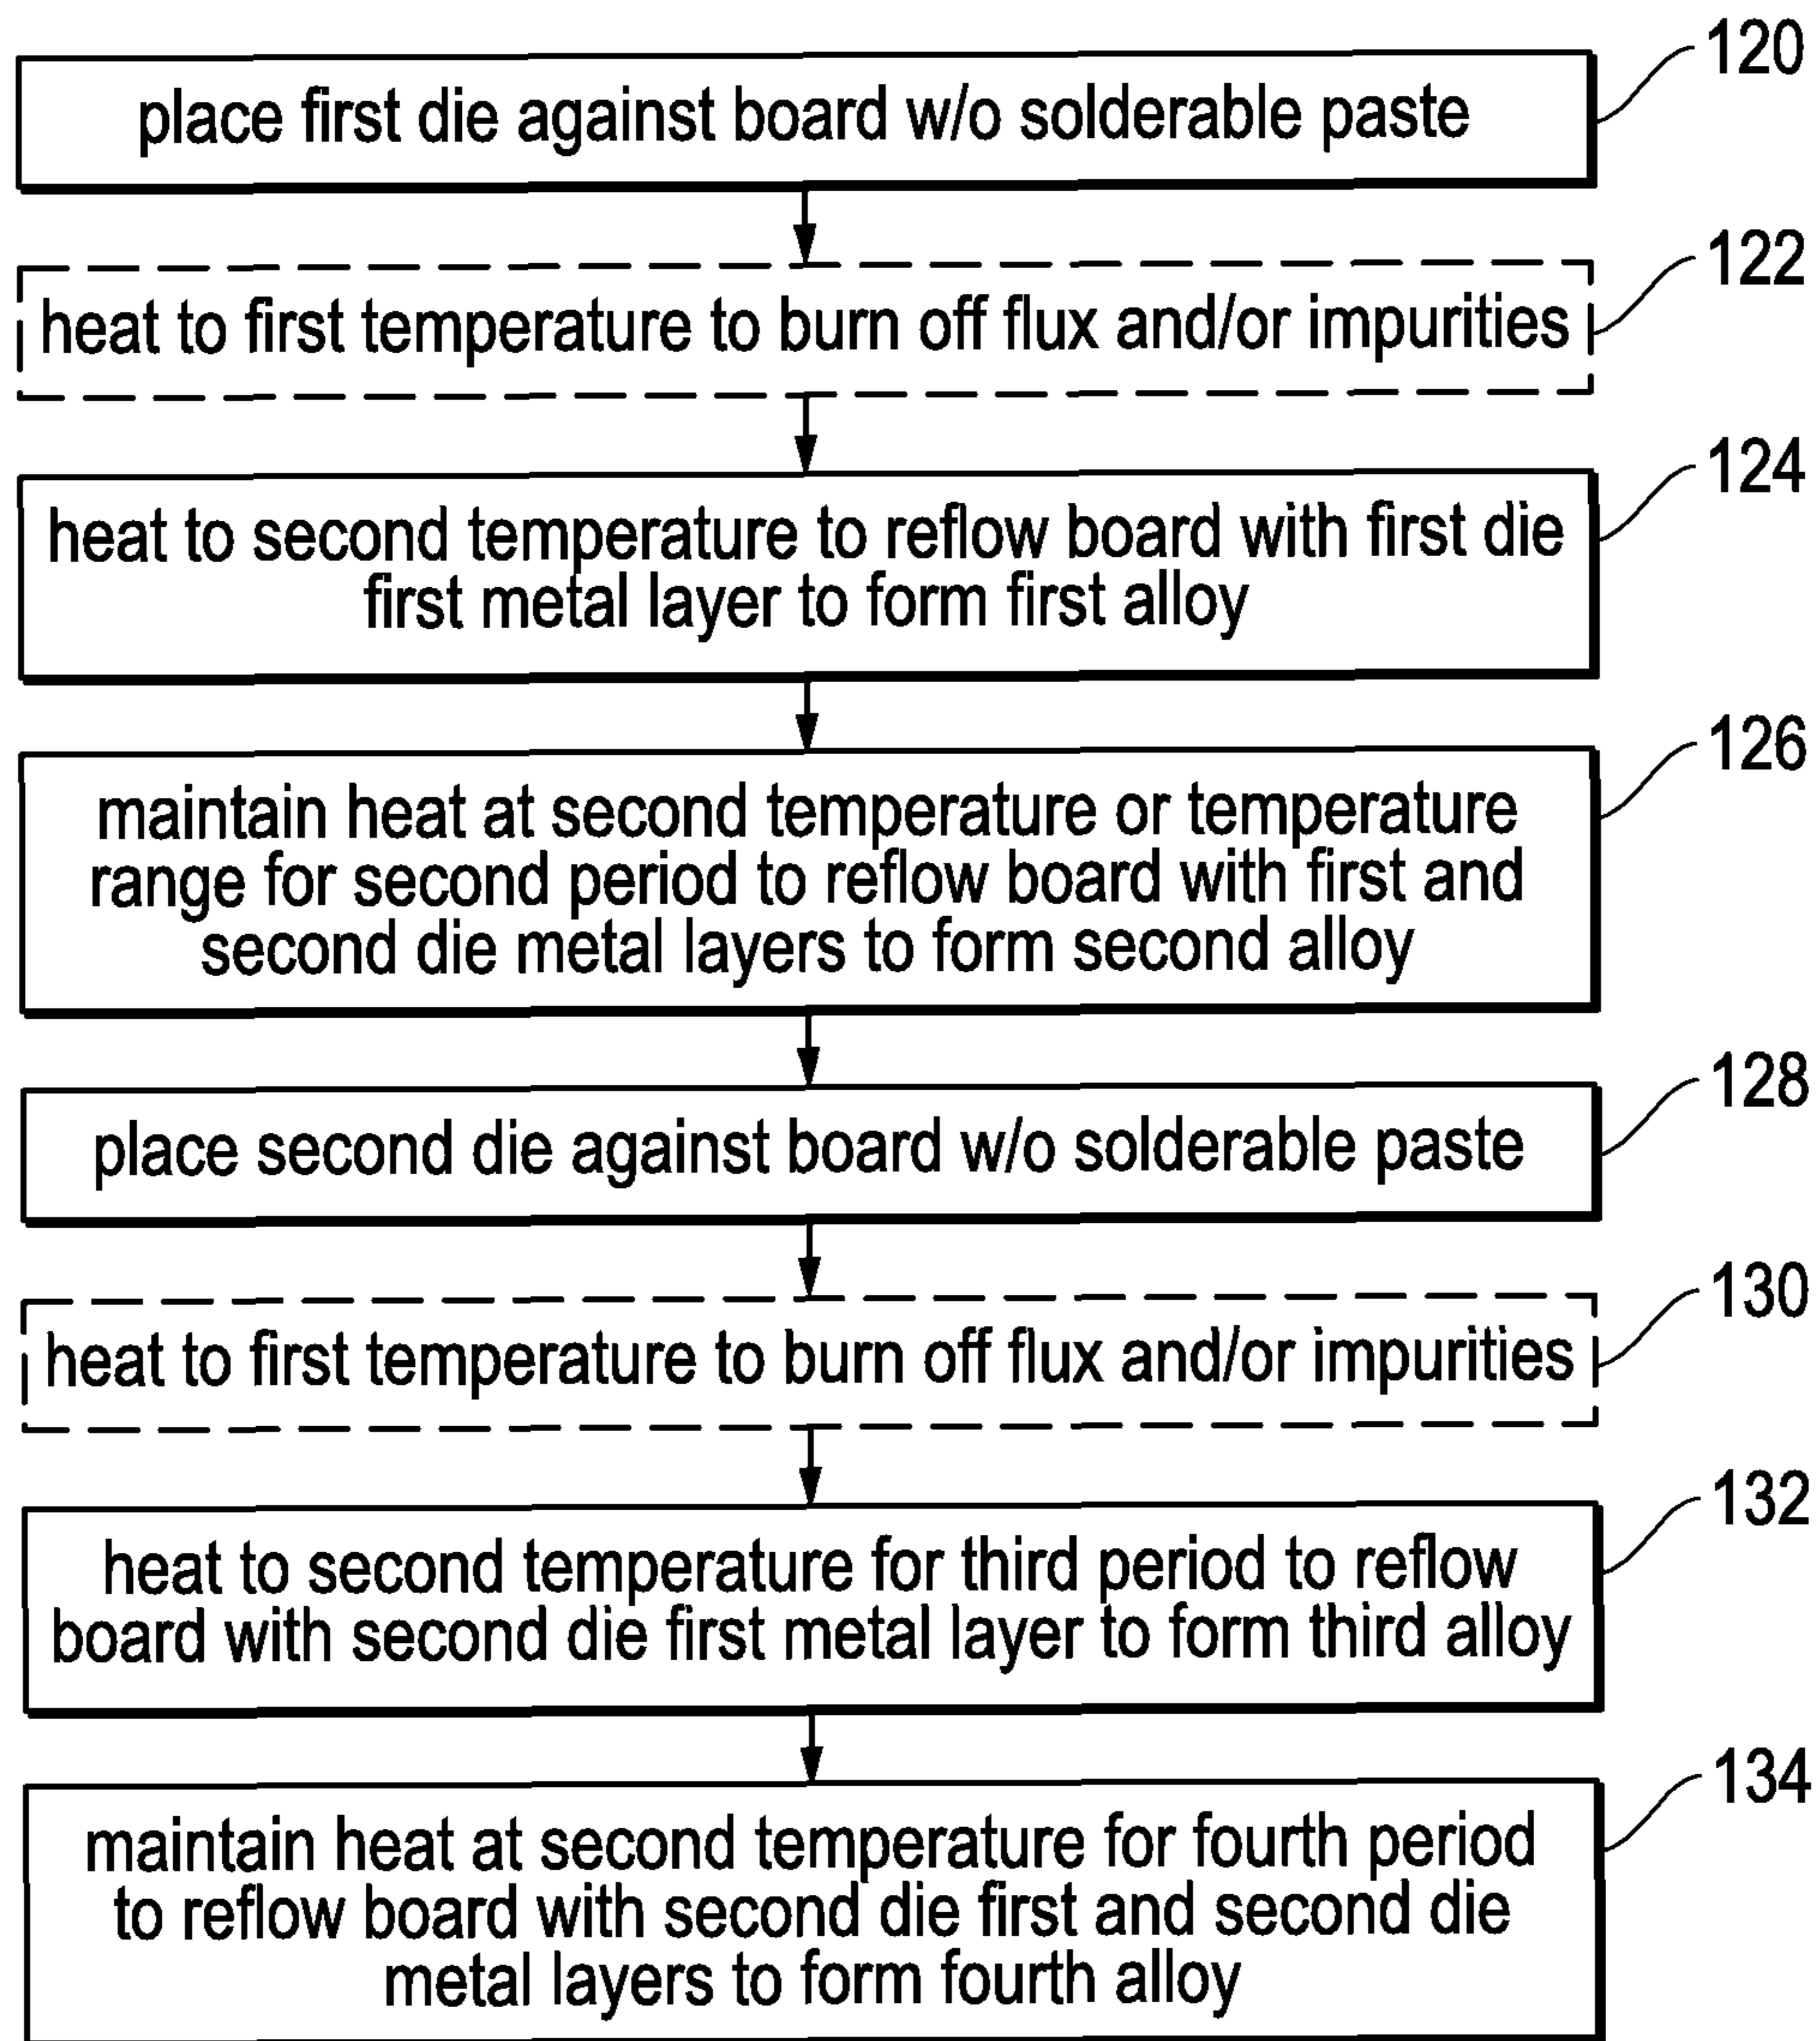 120
place first die against board w/o solderable paste
122
heat to first temperature to burn off flux and/or impurities
124
heat to second temperature to reflow board with first die
first metal layer to form first alloy
126
maintain heat at second temperature or temperature
range for second period to reflow board with first and
second die metal layers to form second alloy
128
place second die against board w/o solderable paste
130
heat to first temperature to burn off flux and/or impurities
132
heat to second temperature for third period to reflow
board with second die first metal layer to form third alloy
134
maintain heat at second temperature for fourth period
to reflow board with second die first and second die
metal layers to form fourth alloy